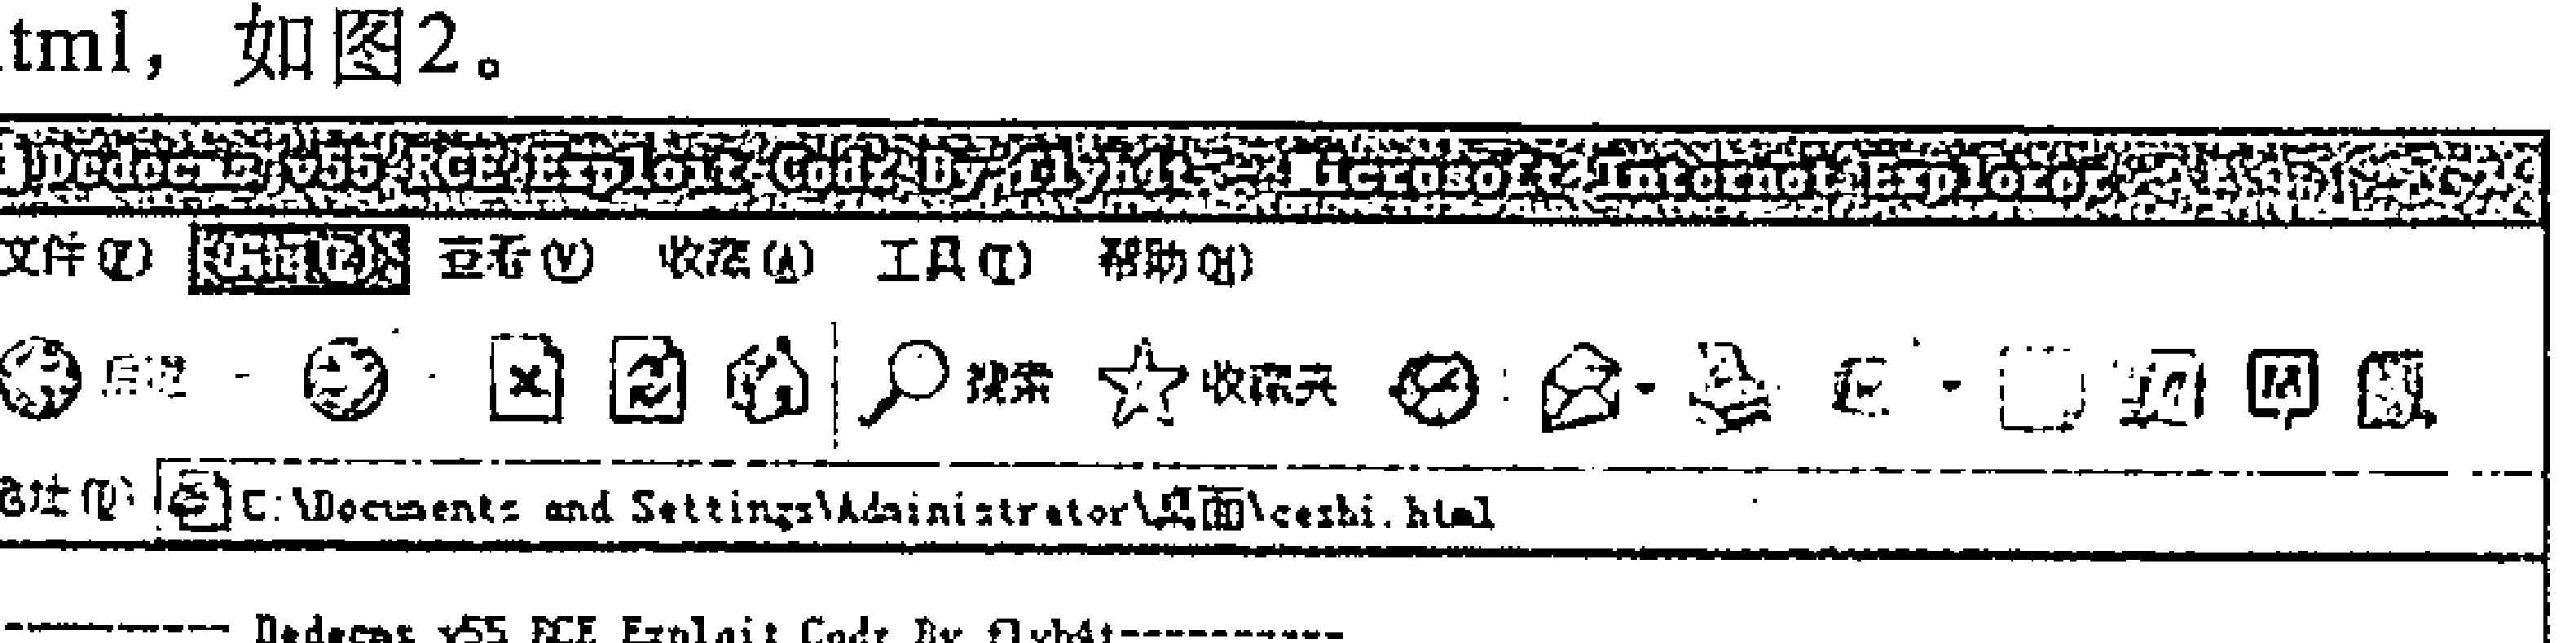 tml，如图2。
Dedecms v55 RCE Exploit Codz By flyh4t - Microsoft Internet Explorer
文件(F) 编辑(E) 查看(V) 收藏(A) 工具(T) 帮助(H)
后退 搜索 收藏夹
地址(D) C:\Documents and Settings\Administrator\桌面\ceshi.html
---------- Dedecms v55 RCE Exploit Codz By flyh4t----------